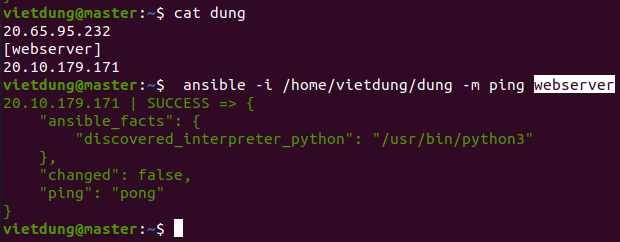 vietdung@master:~$ cat dung
20.65.95.232
[webserver]
20.10.179.171
vietdung@master:~$  ansible -i /home/vietdung/dung -m ping webserver
20.10.179.171 | SUCCESS => {
    "ansible_facts": {
        "discovered_interpreter_python": "/usr/bin/python3"
    },
    "changed": false,
    "ping": "pong"
}
vietdung@master:~$